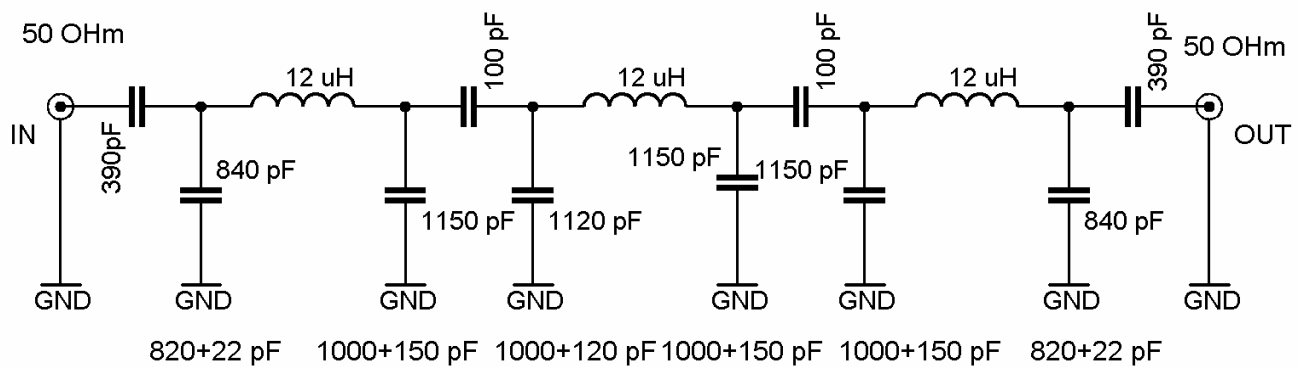 50 OHm
IN
390pF
840 pF
12 uH
1150 pF
100 pF
1120 pF
12 uH
1150 pF
100 pF
1150 pF
12 uH
840 pF
390 pF
50 OHm
OUT
GND
GND
GND
GND
GND
GND
GND
GND
820+22 pF
1000+150 pF
1000+120 pF
1000+150 pF
1000+150 pF
820+22 pF